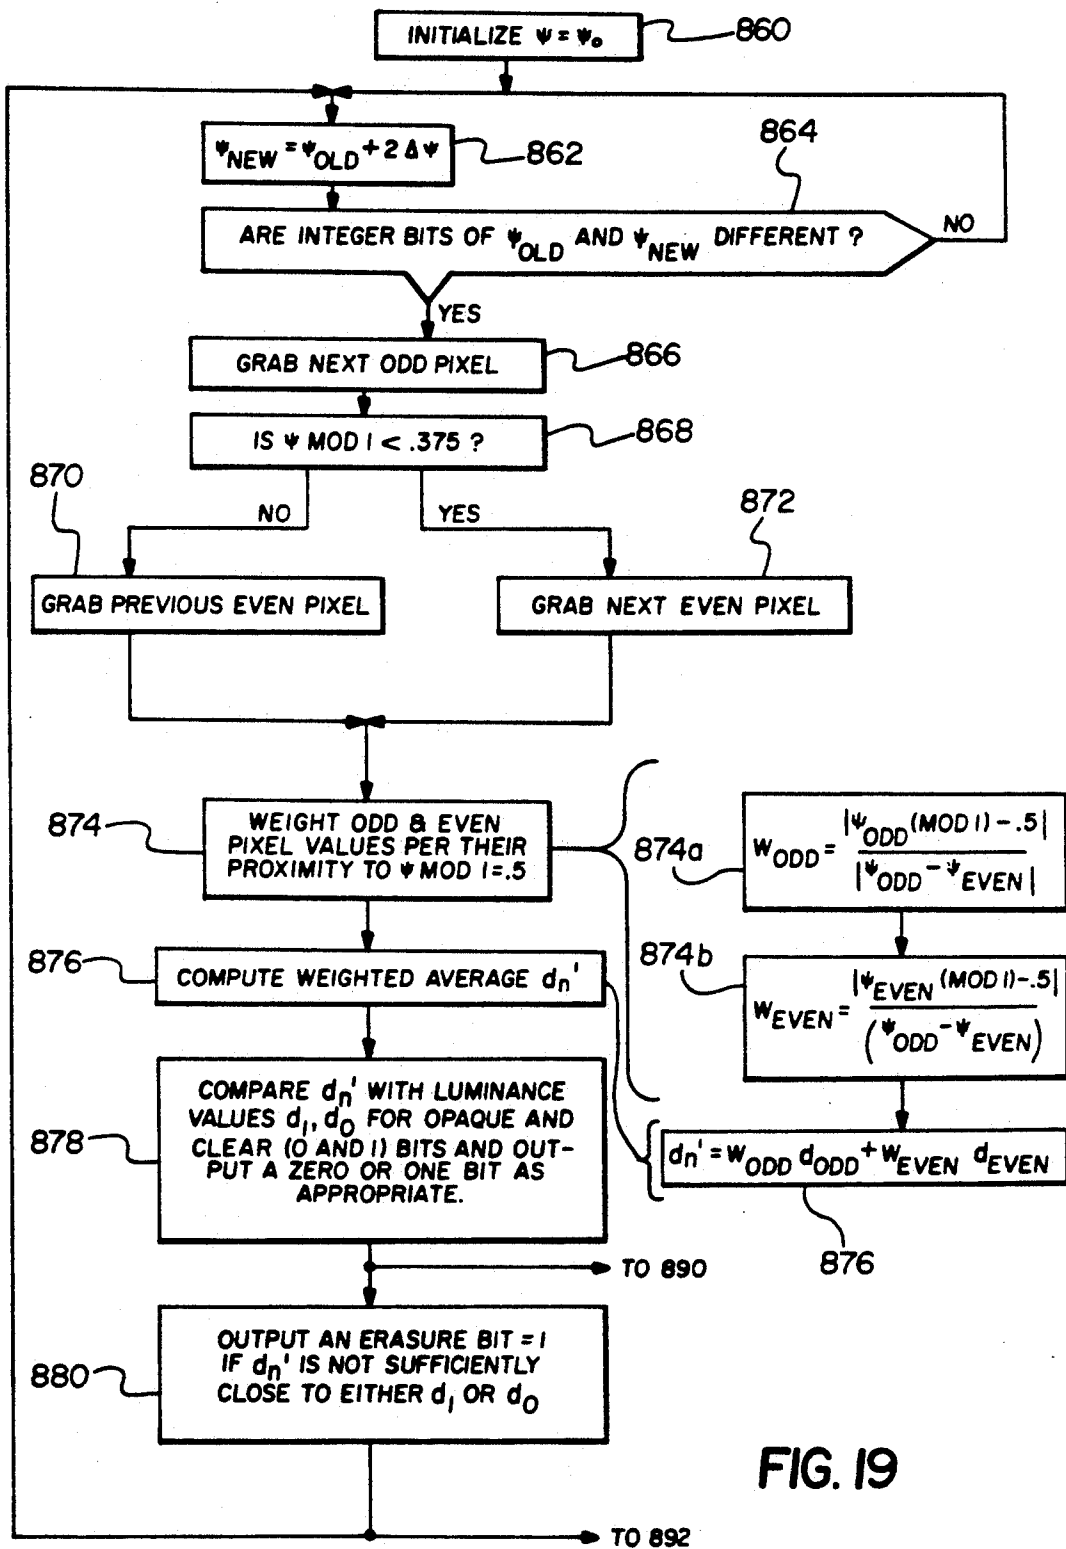 INITIALIZE ψ = ψ₀
860
ψNEW = ψOLD + 2 Δψ
862
864
ARE INTEGER BITS OF ψOLD AND ψNEW DIFFERENT ?
NO
YES
GRAB NEXT ODD PIXEL
866
IS ψ MOD 1 < .375 ?
868
870
NO
YES
872
GRAB PREVIOUS EVEN PIXEL
GRAB NEXT EVEN PIXEL
874
WEIGHT ODD & EVEN
PIXEL VALUES PER THEIR
PROXIMITY TO ψ MOD 1=.5
874a
WODD = |ψODD (MOD 1) - .5| / |ψODD - ψEVEN|
876
COMPUTE WEIGHTED AVERAGE dn'
874b
WEVEN = |ψEVEN (MOD 1) - .5| / (ψODD - ψEVEN)
878
COMPARE dn' WITH LUMINANCE
VALUES d1, d0 FOR OPAQUE AND
CLEAR (0 AND 1) BITS AND OUT-
PUT A ZERO OR ONE BIT AS
APPROPRIATE.
dn' = WODD dODD + WEVEN dEVEN
876
TO 890
880
OUTPUT AN ERASURE BIT = 1
IF dn' IS NOT SUFFICIENTLY
CLOSE TO EITHER d1 OR d0
FIG. 19
TO 892